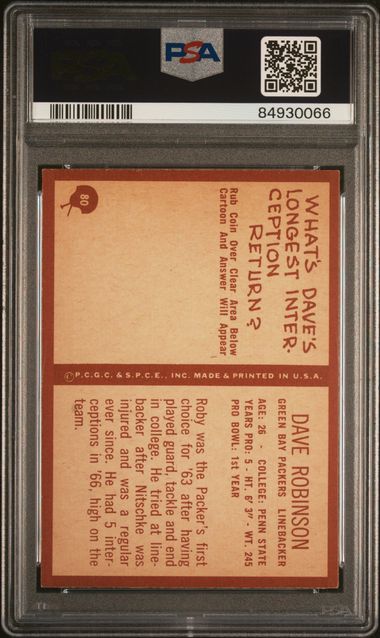 PSA
84930066
WHAT'S DAVE'S
LONGEST INTER-
CEPTION
RETURN?
Rub Coin Over Clear Area Below
Cartoon And Answer Will Appear
80
©P.C.G.C. & S.P.C.E., INC. MADE & PRINTED IN U.S.A.
DAVE ROBINSON
GREEN BAY PACKERS LINEBACKER
AGE: 26 - COLLEGE: PENN STATE
YEARS PRO: 5 - HT. 6' 3" - WT. 245
PRO BOWL: 1st YEAR
Roby was the Packer's first
choice for '63 after having
played guard, tackle and end
in college. He tried at line-
backer after Nitschke was
injured and was a regular
ever since. He had 5 inter-
ceptions in '66, high on the
team.
PSA